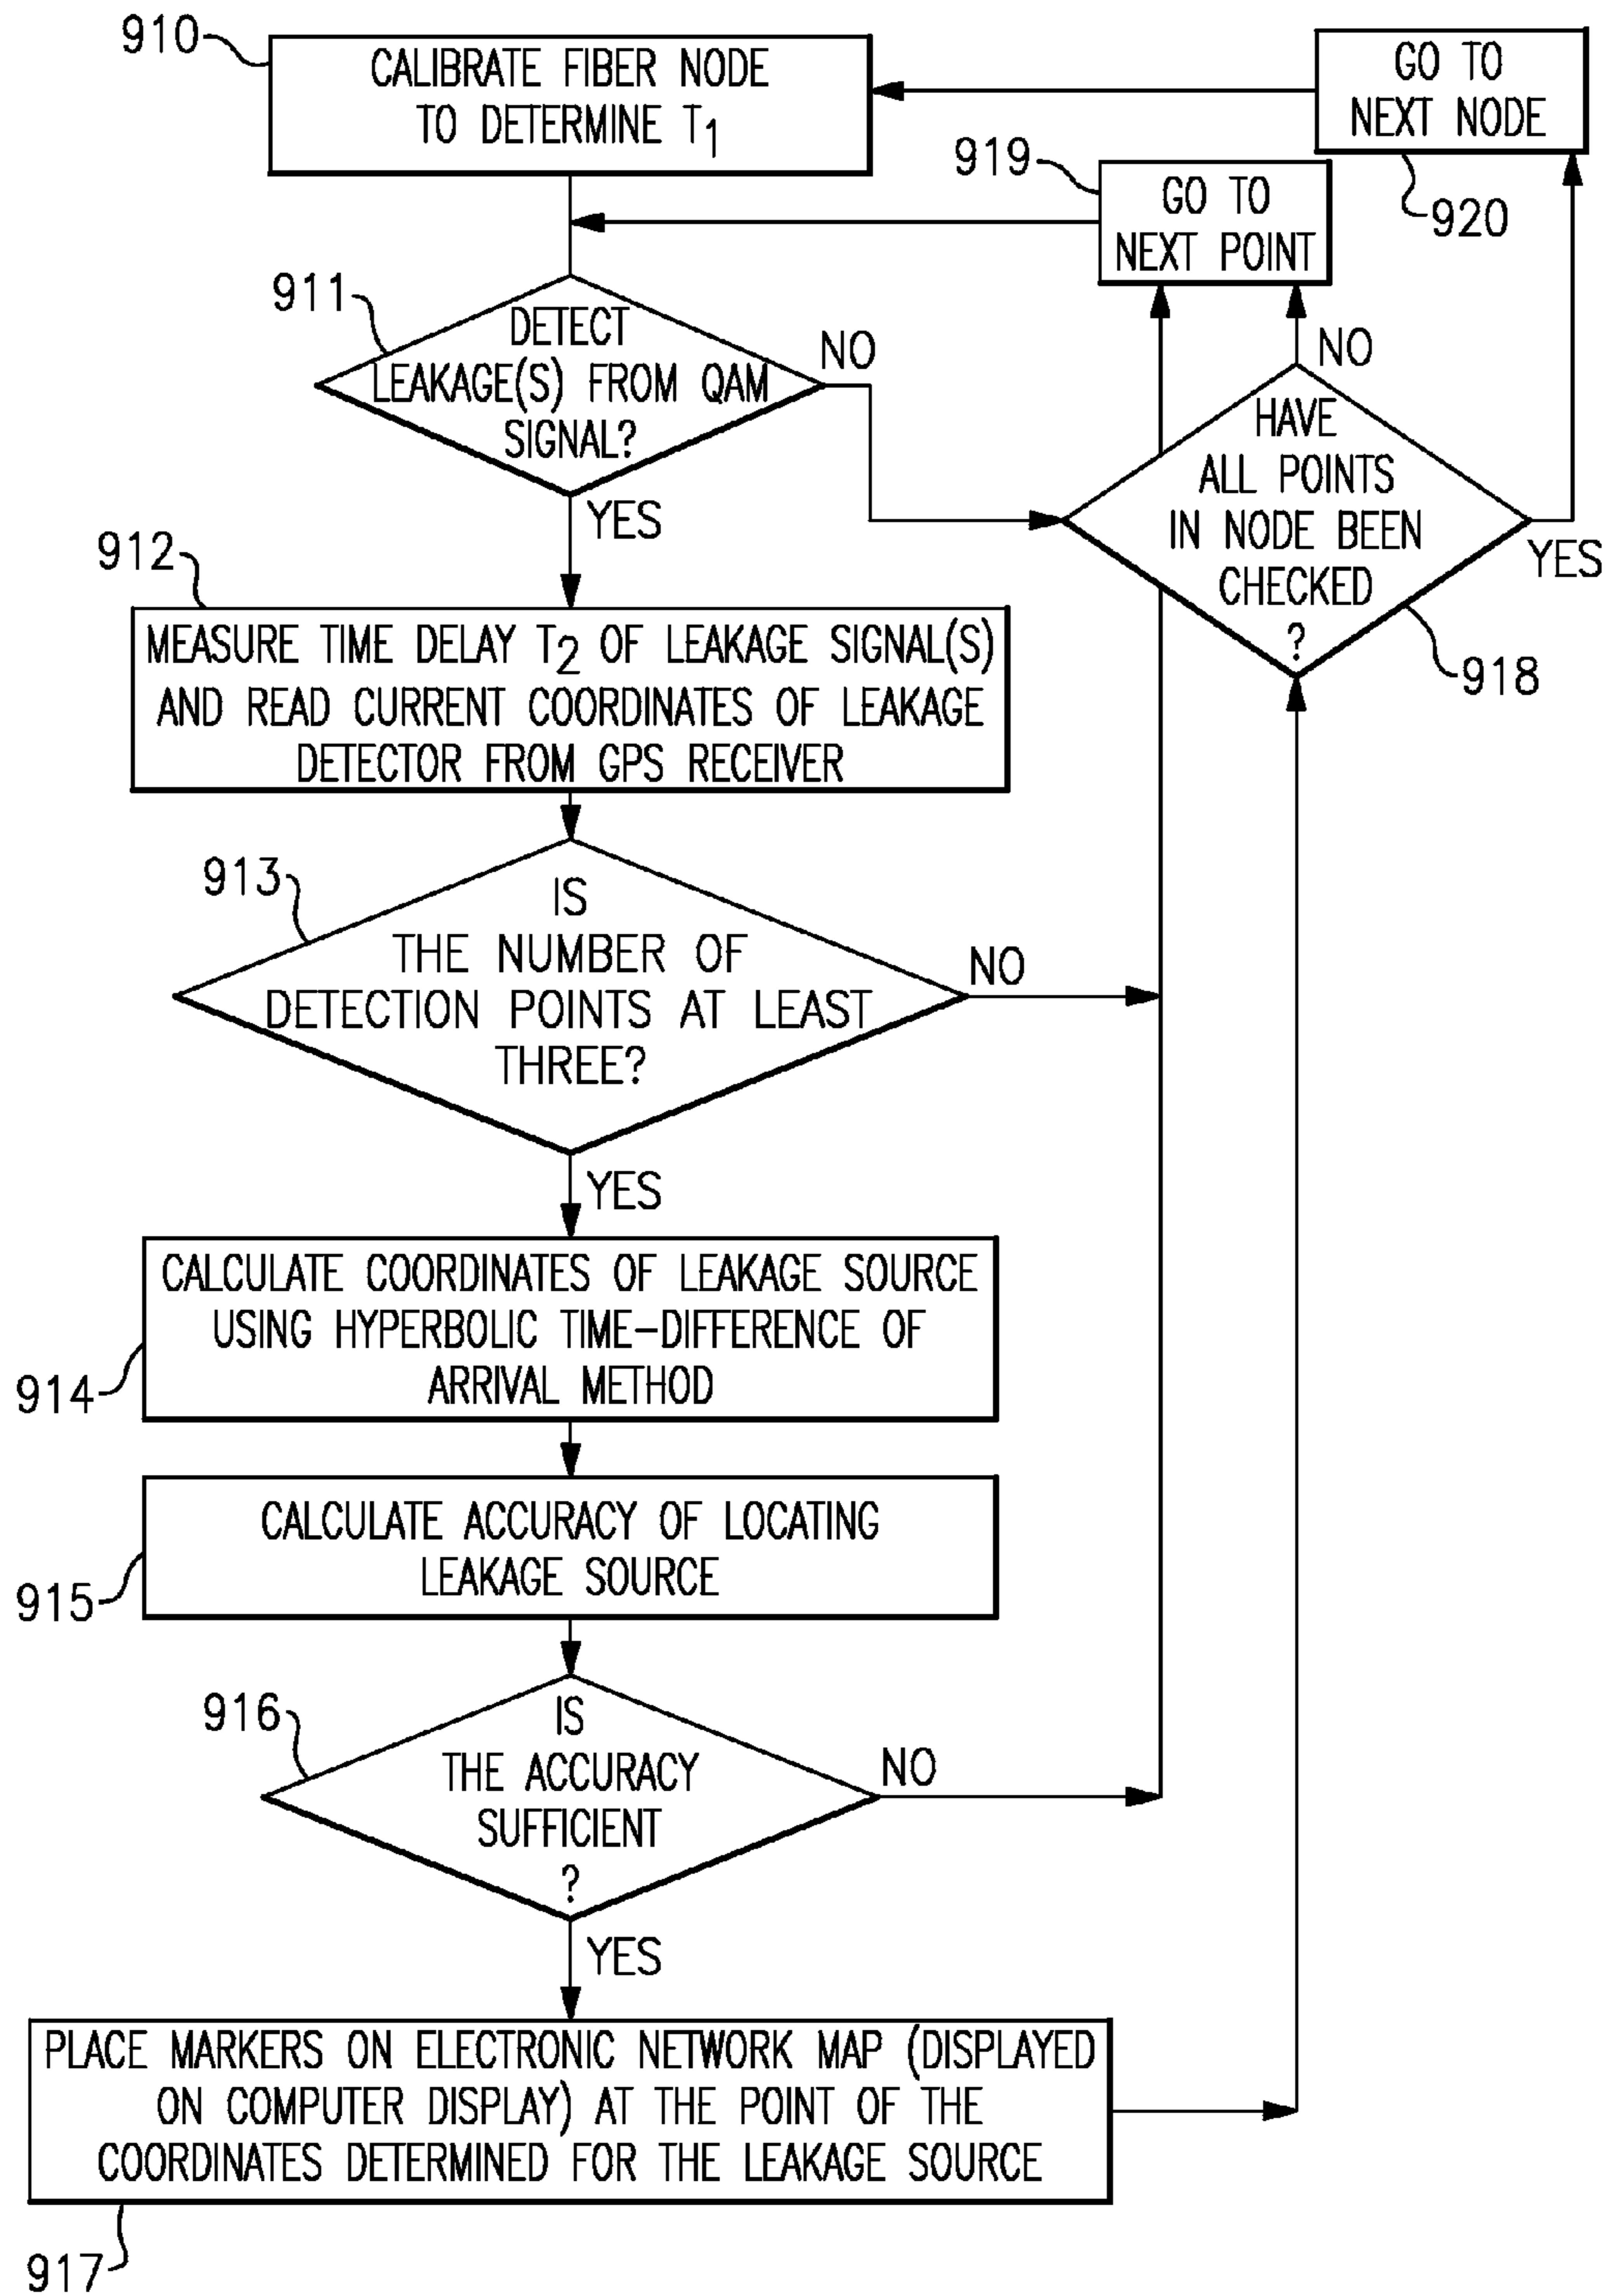 910
CALIBRATE FIBER NODE
TO DETERMINE T1
GO TO
NEXT NODE
920
919
GO TO
NEXT POINT
911
DETECT
LEAKAGE(S) FROM QAM
SIGNAL?
NO
YES
NO
HAVE
ALL POINTS
IN NODE BEEN
CHECKED
?
YES
918
912
MEASURE TIME DELAY T2 OF LEAKAGE SIGNAL(S)
AND READ CURRENT COORDINATES OF LEAKAGE
DETECTOR FROM GPS RECEIVER
913
IS
THE NUMBER OF
DETECTION POINTS AT LEAST
THREE?
NO
YES
CALCULATE COORDINATES OF LEAKAGE SOURCE
USING HYPERBOLIC TIME-DIFFERENCE OF
ARRIVAL METHOD
914
CALCULATE ACCURACY OF LOCATING
LEAKAGE SOURCE
915
916
IS
THE ACCURACY
SUFFICIENT
?
NO
YES
PLACE MARKERS ON ELECTRONIC NETWORK MAP (DISPLAYED
ON COMPUTER DISPLAY) AT THE POINT OF THE
COORDINATES DETERMINED FOR THE LEAKAGE SOURCE
917